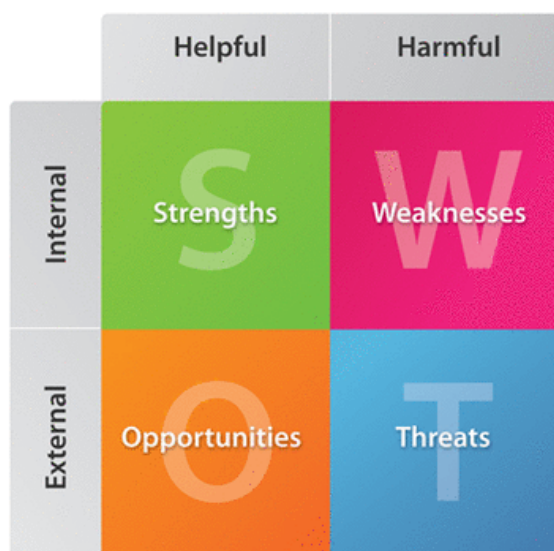 Helpful Harmful
Internal
S W
Strengths Weaknesses
External
O T
Opportunities Threats